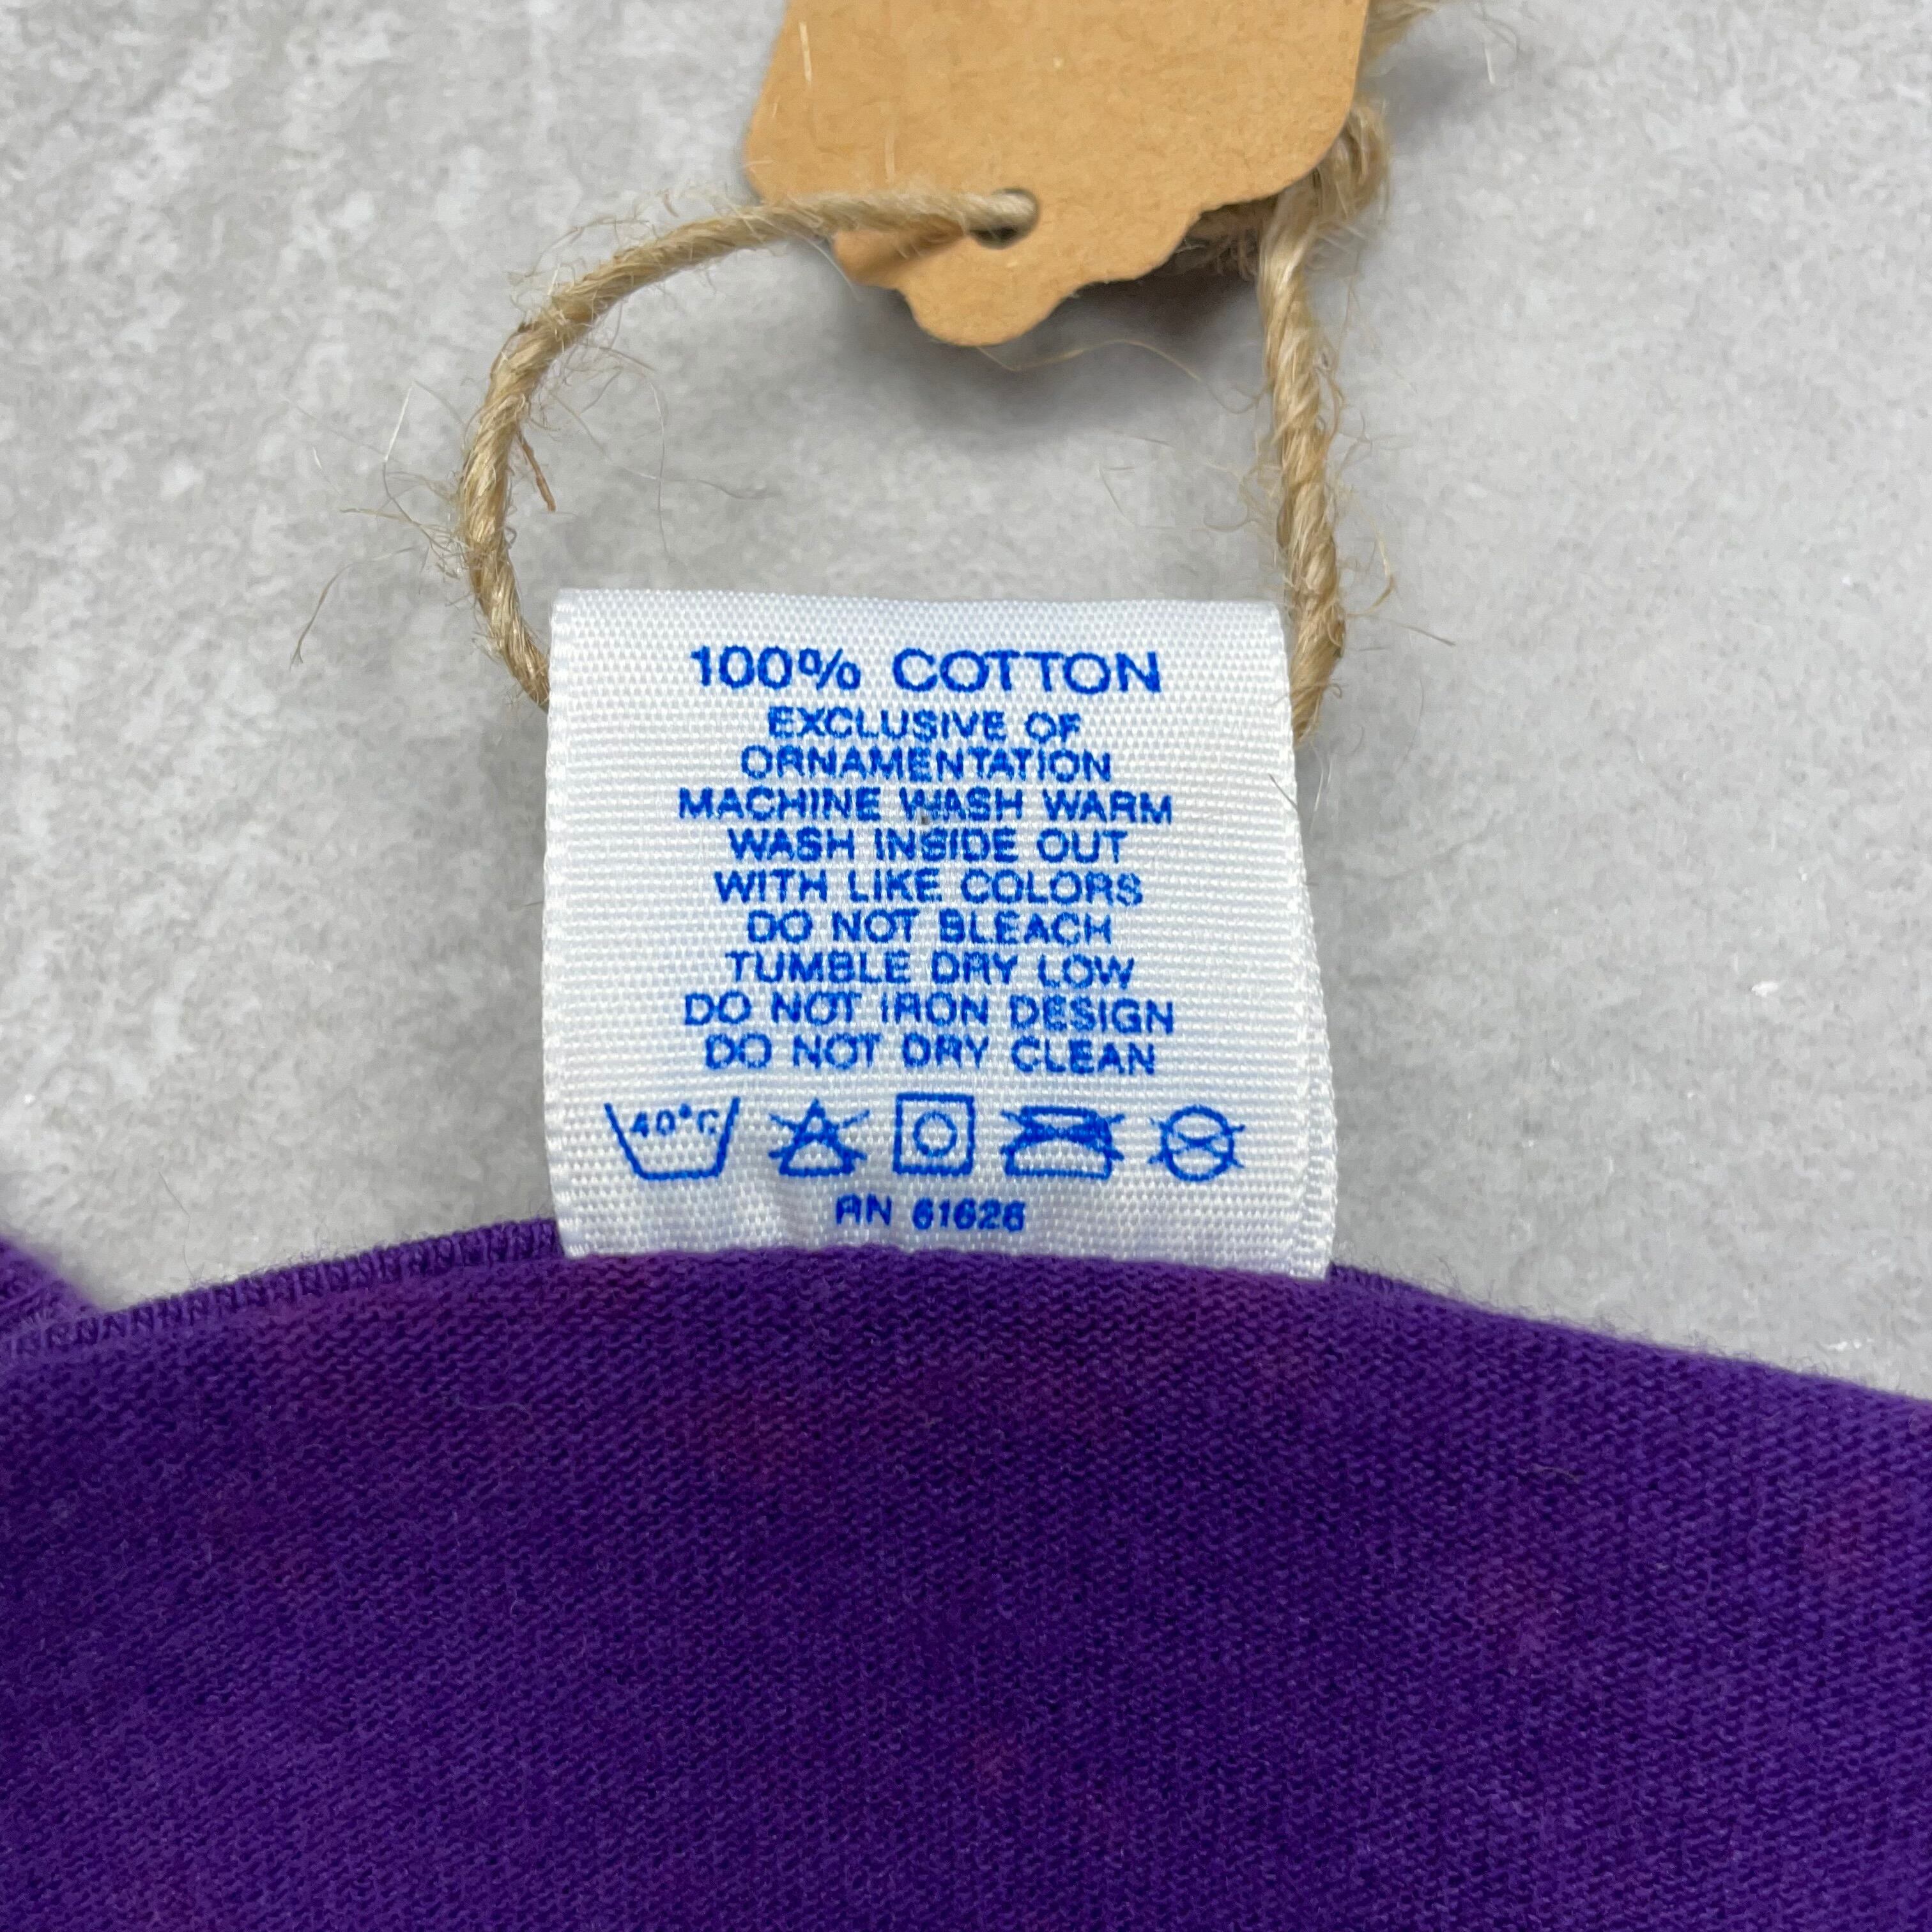 100% COTTON
EXCLUSIVE OF
ORNAMENTATION
MACHINE WASH WARM
WASH INSIDE OUT
WITH LIKE COLORS
DO NOT BLEACH
TUMBLE DRY LOW
DO NOT IRON DESIGN
DO NOT DRY CLEAN
40°C
RN 61628